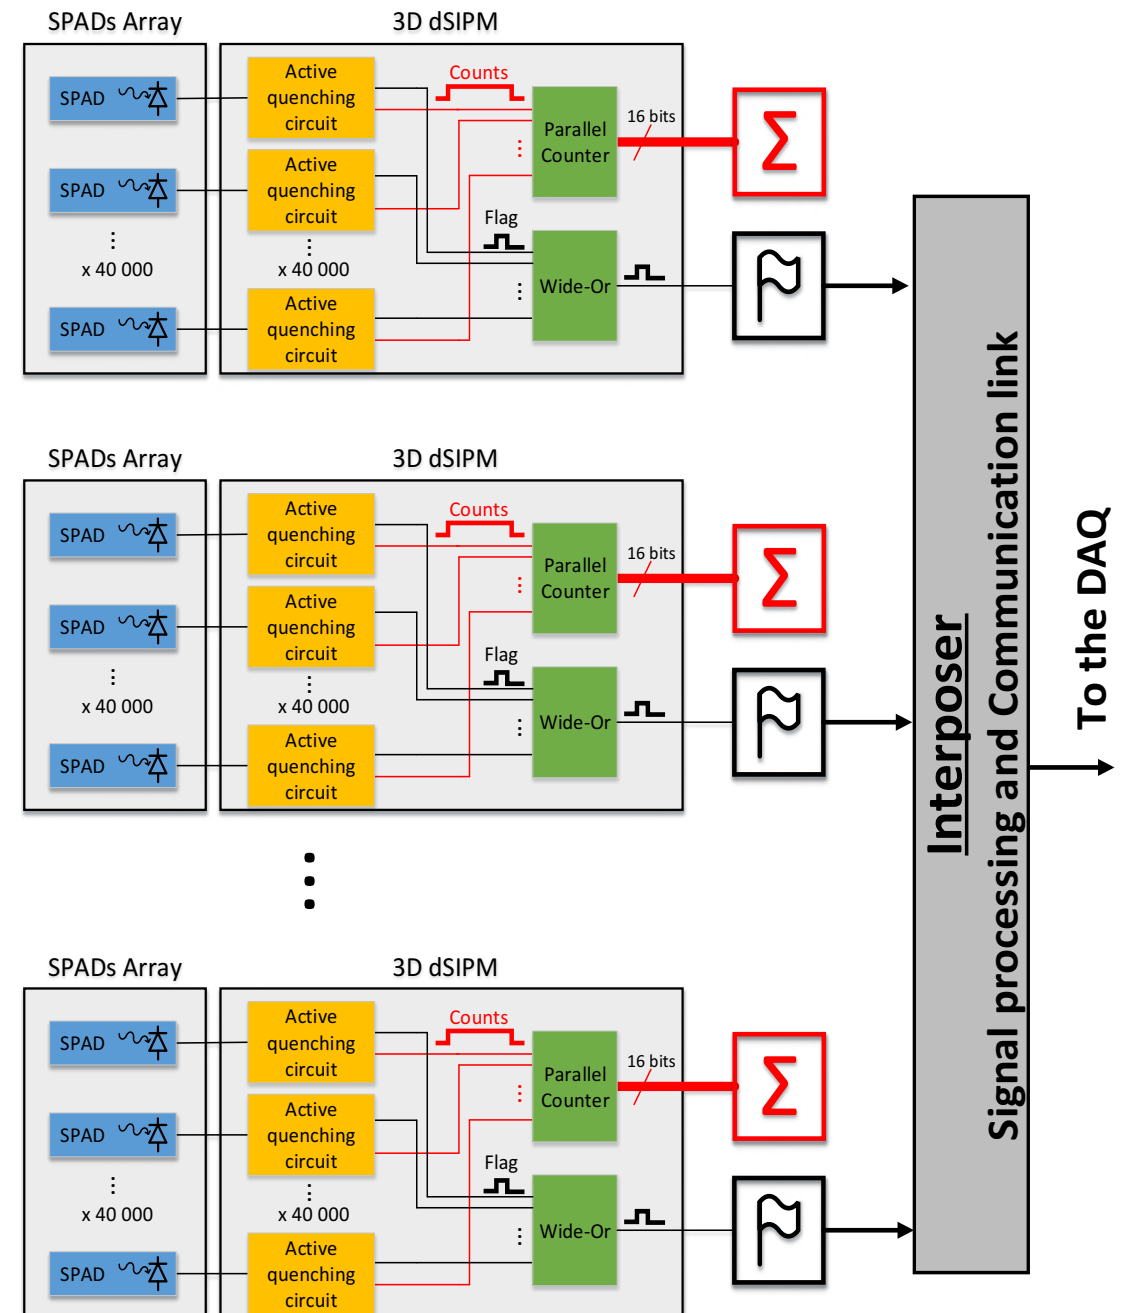 SPADs Array
3D dSIPM
SPAD
SPAD
x 40 000
SPAD
Active
quenching
circuit
Active
quenching
circuit
x 40 000
Active
quenching
circuit
Counts
Parallel
Counter
16 bits
Σ
Flag
Wide-Or
SPADs Array
3D dSIPM
SPAD
SPAD
x 40 000
SPAD
Active
quenching
circuit
Active
quenching
circuit
x 40 000
Active
quenching
circuit
Counts
Parallel
Counter
16 bits
Σ
Flag
Wide-Or
SPADs Array
3D dSIPM
SPAD
SPAD
x 40 000
SPAD
Active
quenching
circuit
Active
quenching
circuit
x 40 000
Active
quenching
circuit
Counts
Parallel
Counter
16 bits
Σ
Flag
Wide-Or
Interposer
Signal processing and Communication link
To the DAQ